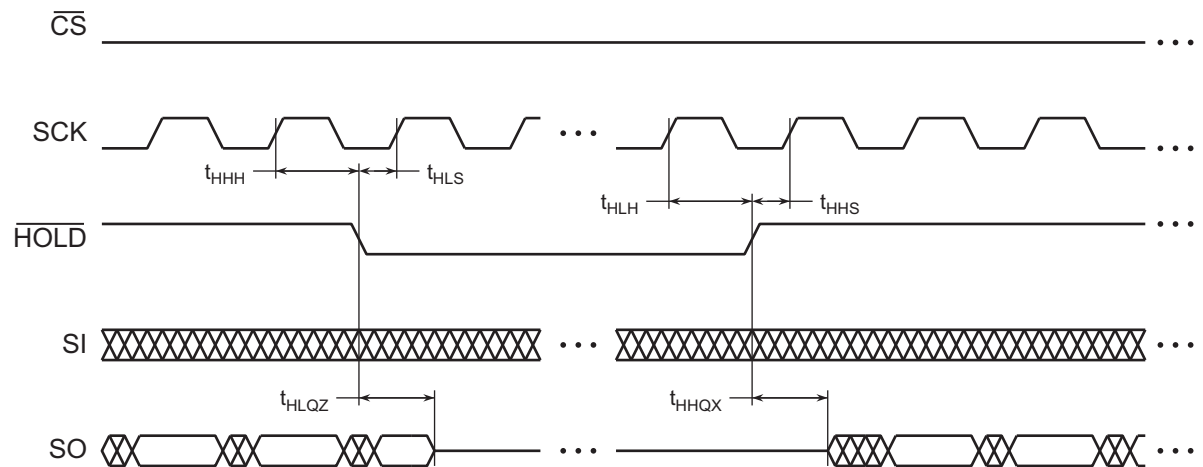 CS
SCK
tHHH
tHLS
tHLH
tHHS
HOLD
SI
tHLQZ
tHHQX
SO